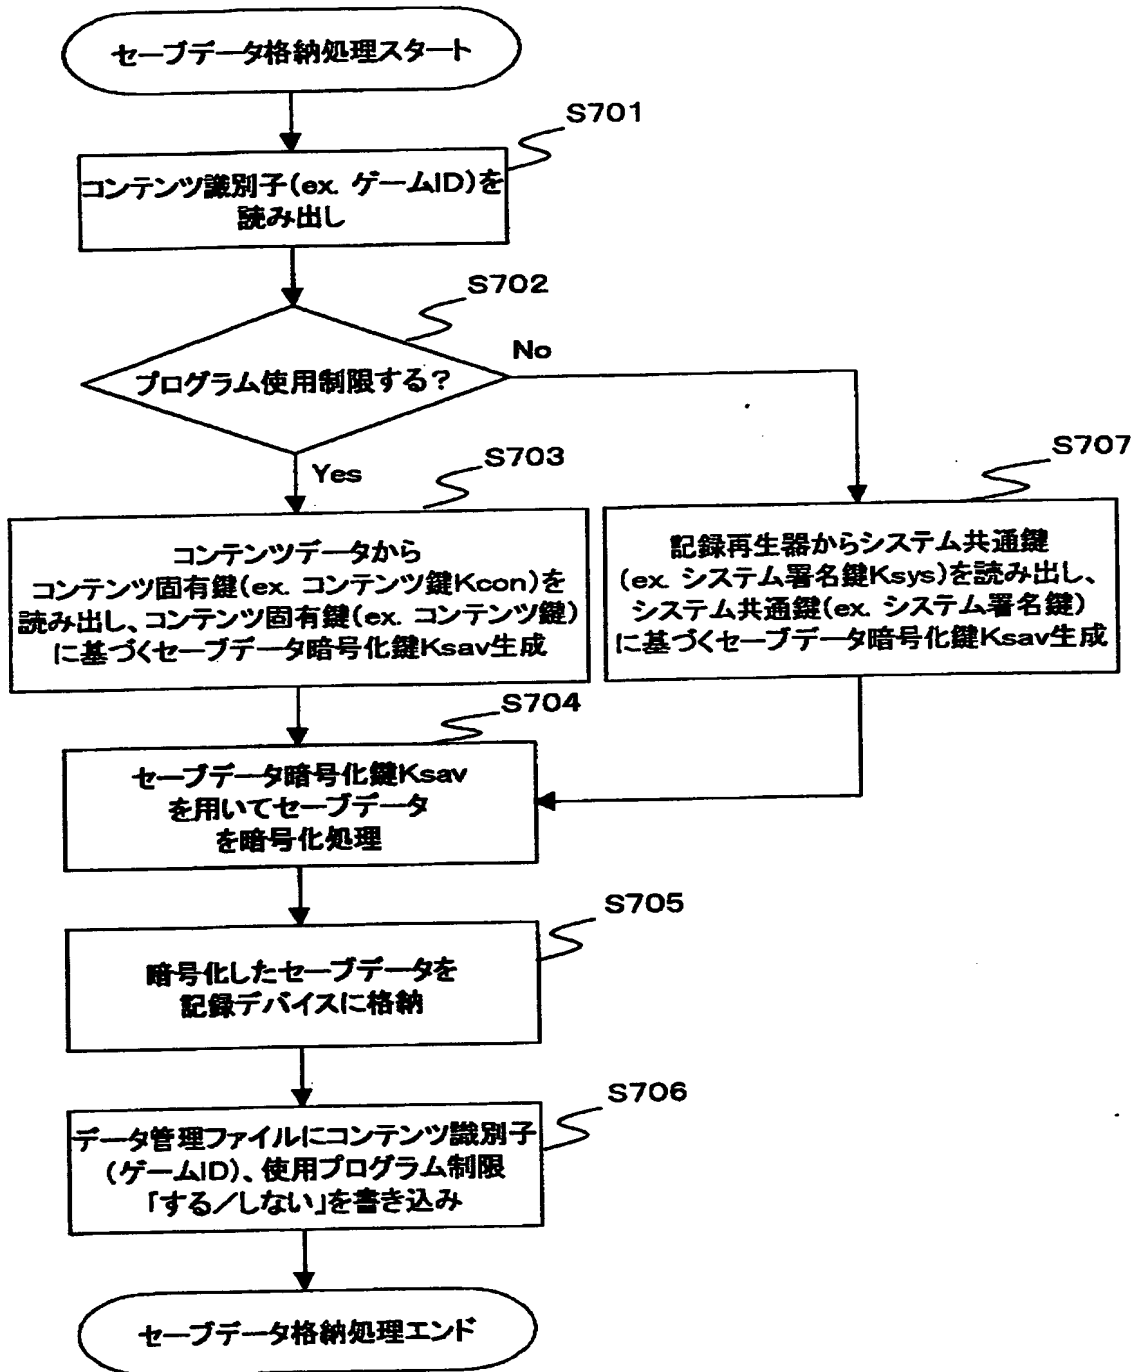 セーブデータ格納処理スタート
S701
コンテンツ識別子(ex. ゲームID)を
読み出し
S702
プログラム使用制限する?
No
Yes
S703
コンテンツデータから
コンテンツ固有鍵(ex. コンテンツ鍵Kcon)を
読み出し、コンテンツ固有鍵(ex. コンテンツ鍵)
に基づくセーブデータ暗号化鍵Ksav生成
S707
記録再生器からシステム共通鍵
(ex. システム署名鍵Ksys)を読み出し、
システム共通鍵(ex. システム署名鍵)
に基づくセーブデータ暗号化鍵Ksav生成
S704
セーブデータ暗号化鍵Ksav
を用いてセーブデータ
を暗号化処理
S705
暗号化したセーブデータを
記録デバイスに格納
S706
データ管理ファイルにコンテンツ識別子
(ゲームID)、使用プログラム制限
「する/しない」を書き込み
セーブデータ格納処理エンド